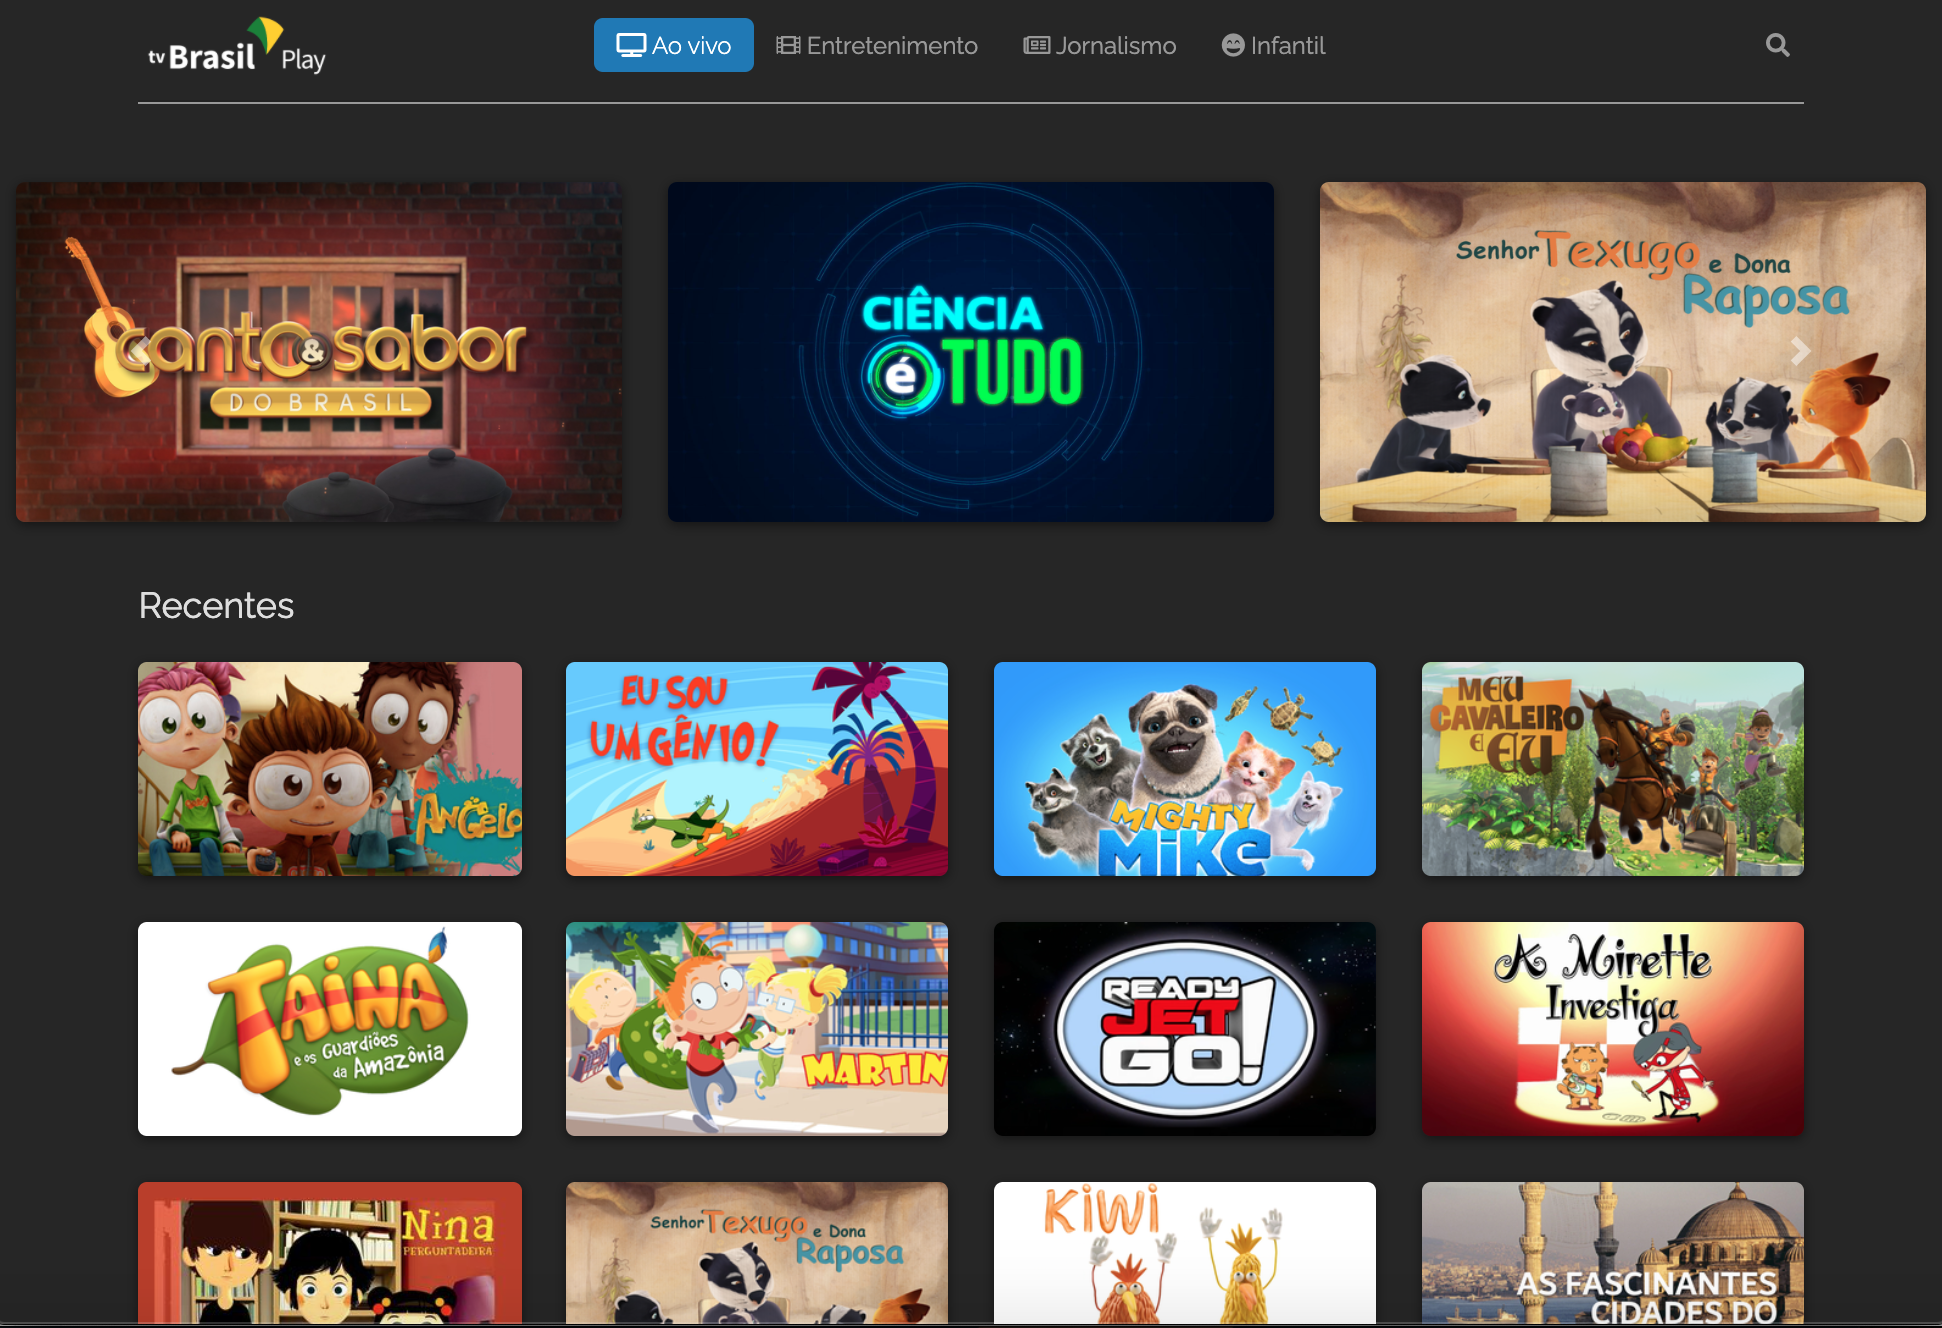 tv Brasil Play
Ao vivo
Entretenimento
Jornalismo
Infantil
canto & sabor
DO BRASIL
CIÊNCIA
é TUDO
Senhor Texugo e Dona
Raposa
Recentes
ANGELO
EU SOU
UM GÊNIO!
MIGHTY
MIKE
MEU
CAVALEIRO
E EU
TAINÁ
e os Guardiões
da Amazônia
MARTIN
READY
JET
GO!
A Mirette
Investiga
Nina
PERGUNTADEIRA
Senhor Texugo e Dona
Raposa
KiWi
AS FASCINANTES
CIDADES DO